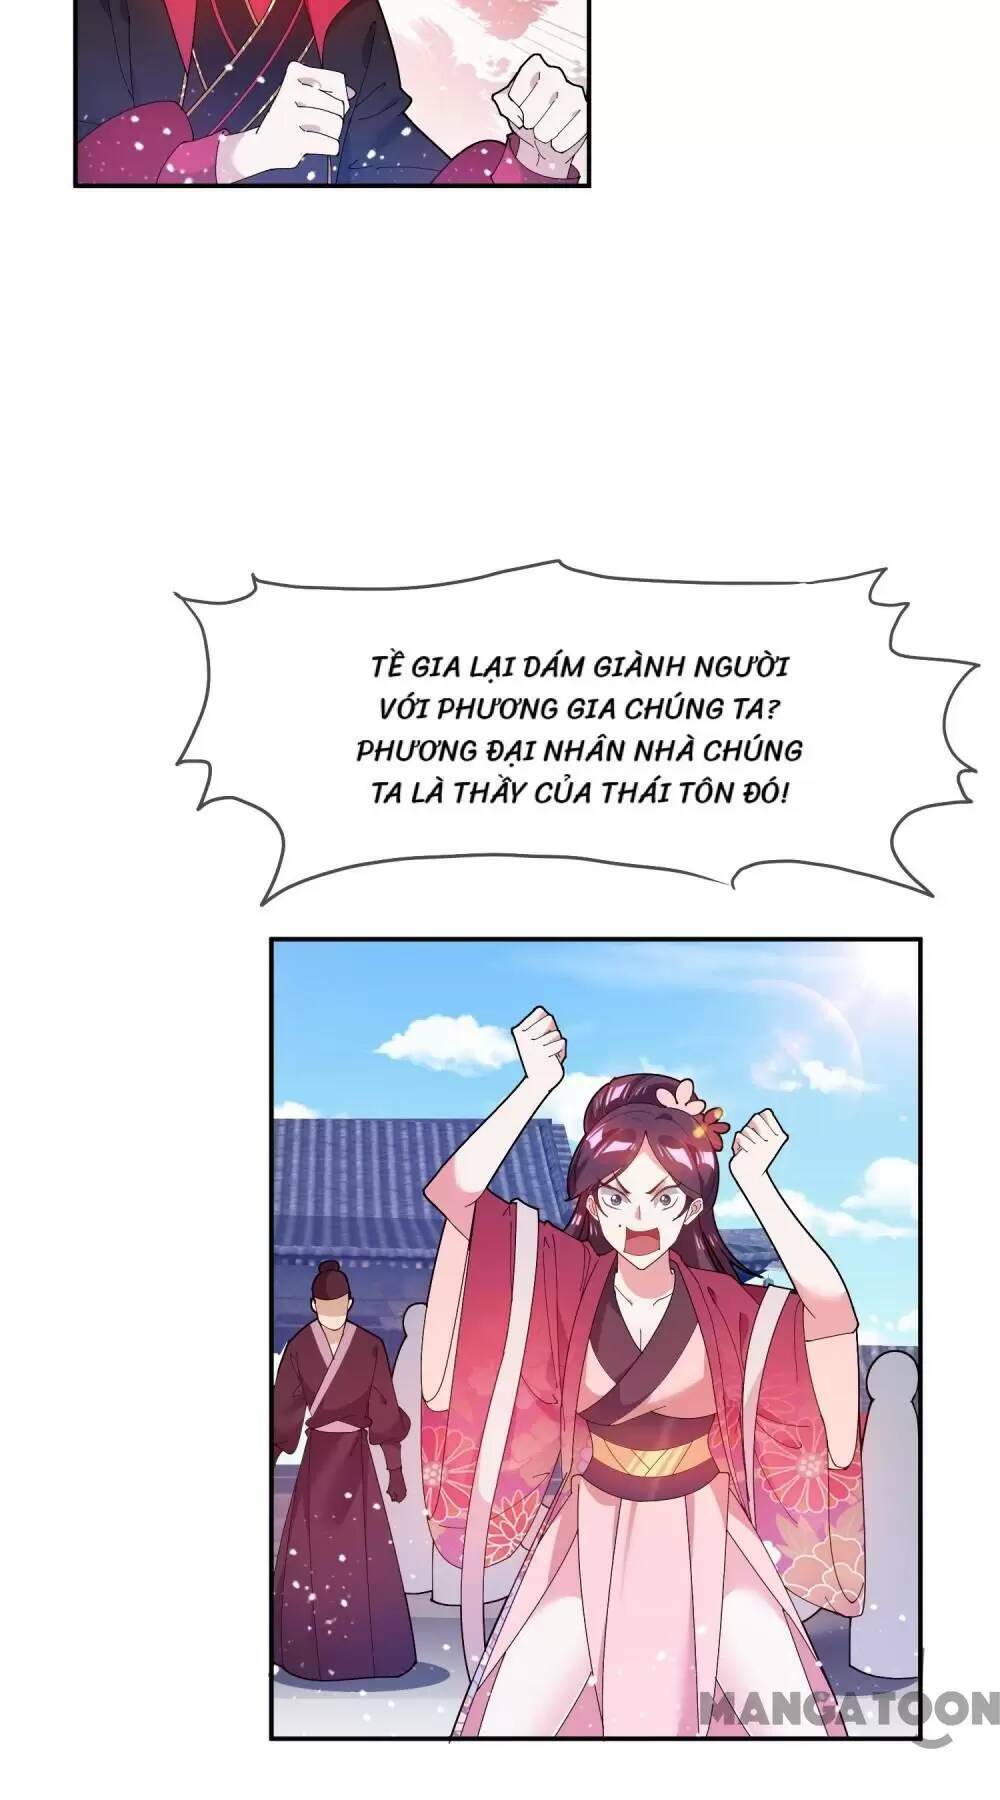 TỀ GIA LẠI DÁM GIÀNH NGƯỜI
VỚI PHƯƠNG GIA CHÚNG TA?
PHƯƠNG ĐẠI NHÂN NHÀ CHÚNG
TA LÀ THẦY CỦA THÁI TÔN ĐÓ!
MANGATOON